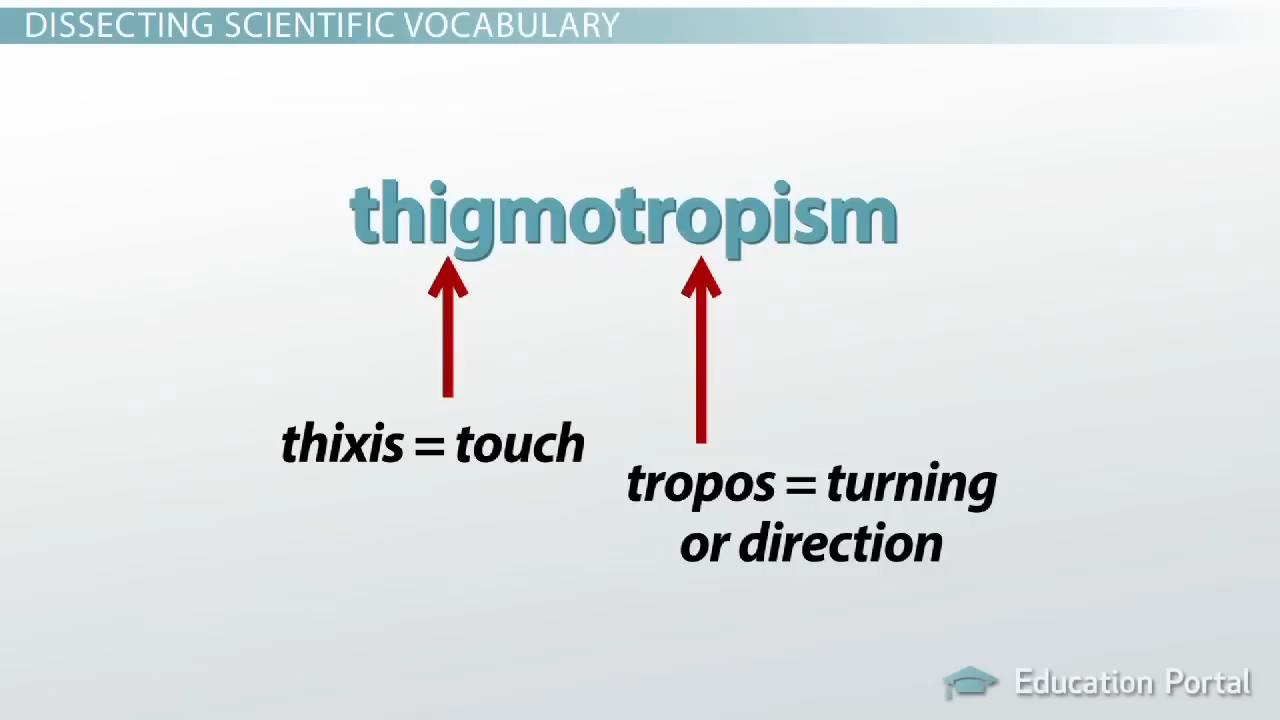 DISSECTING SCIENTIFIC VOCABULARY
thigmotropism
thixis = touch
tropos = turning
or direction
Education Portal